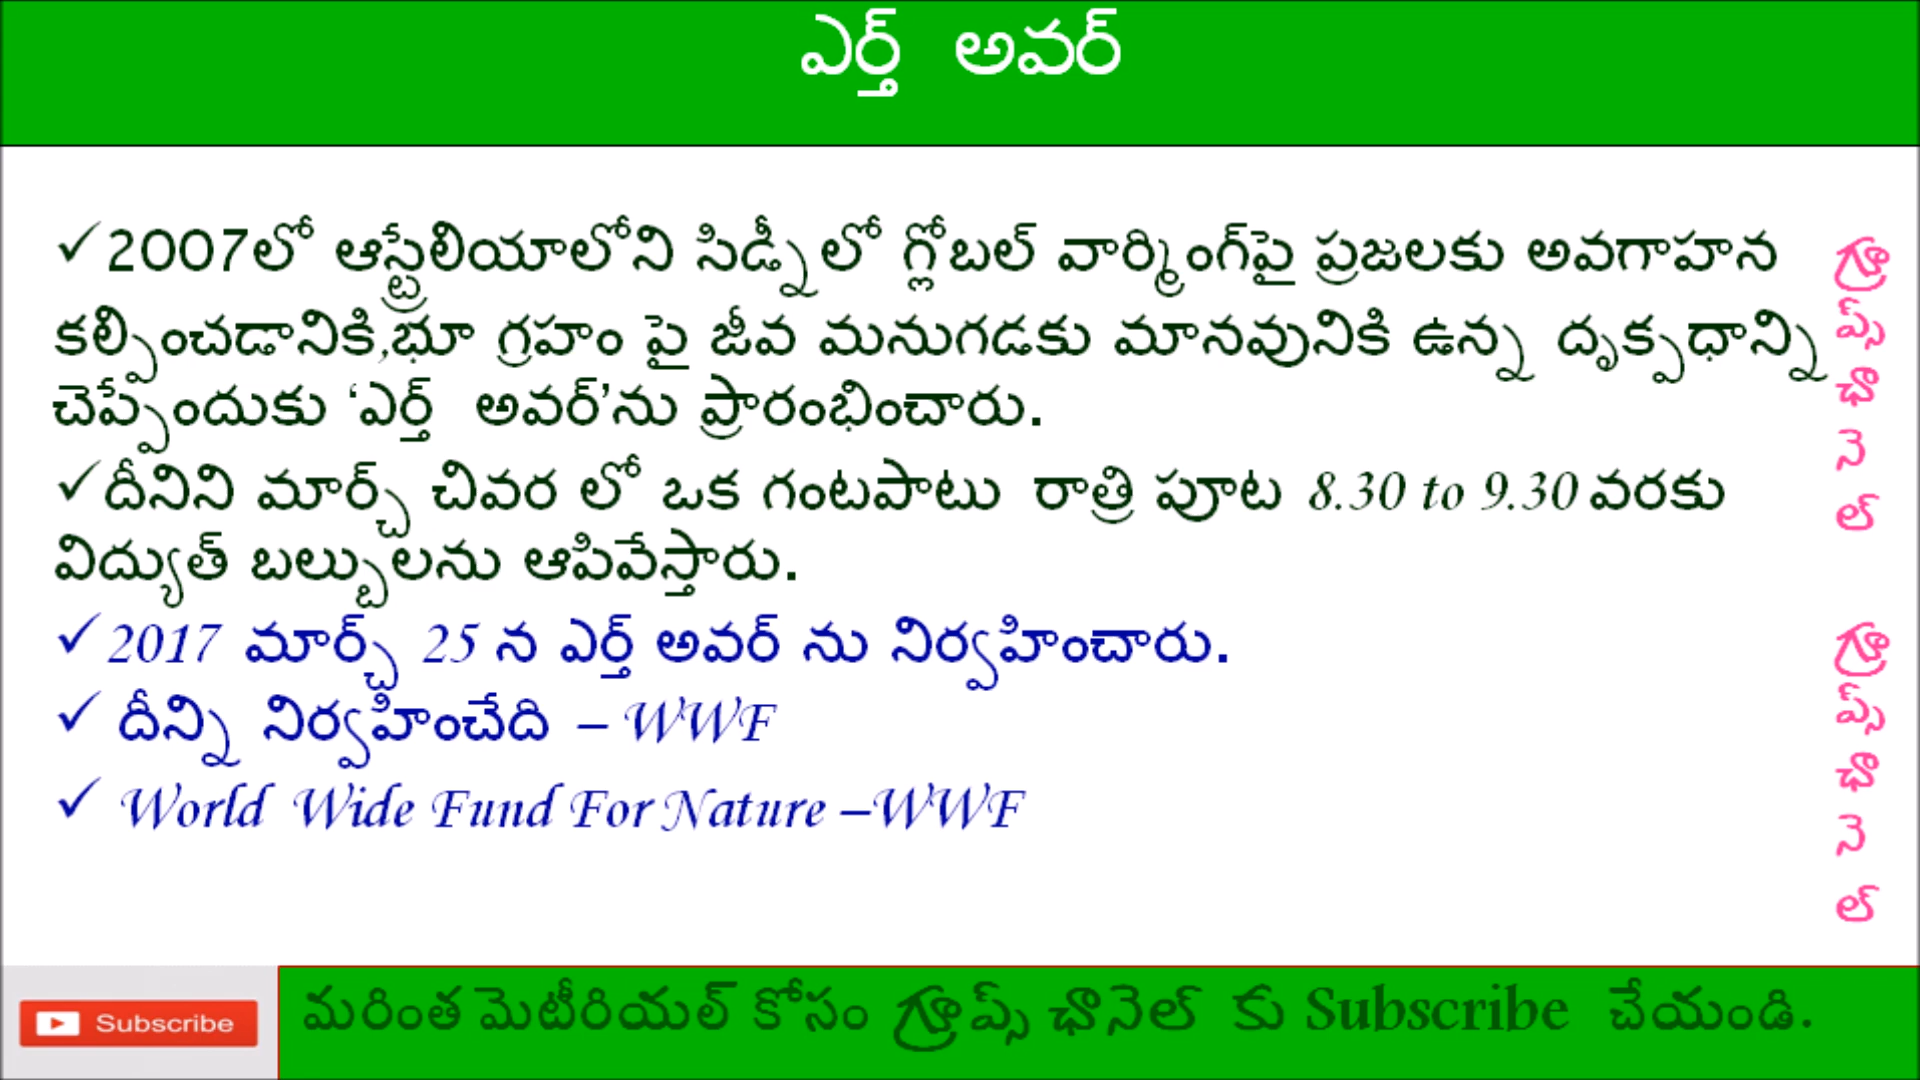 ఎర్త్ అవర్
✓2007లో ఆస్ట్రేలియాలోని సిడ్నీలో గ్లోబల్ వార్మింగ్‌పై ప్రజలకు అవగాహన
కల్పించడానికి,భూ గ్రహం పై జీవ మనుగడకు మానవునికి ఉన్న దృక్పధాన్ని
చెప్పేందుకు ‘ఎర్త్ అవర్’ను ప్రారంభించారు.
✓దీనిని మార్చ్ చివర లో ఒక గంటపాటు రాత్రి పూట 8.30 to 9.30 వరకు
విద్యుత్ బల్బులను ఆపివేస్తారు.
✓2017 మార్చ్ 25 న ఎర్త్ అవర్ ను నిర్వహించారు.
✓ దీన్ని నిర్వహించేది – WWF
✓ World Wide Fund For Nature –WWF
గ్రూప్స్ ఛానెల్
గ్రూప్స్ ఛానెల్
Subscribe
మరింత మెటీరియల్ కోసం గ్రూప్స్ ఛానెల్ కు Subscribe చేయండి.